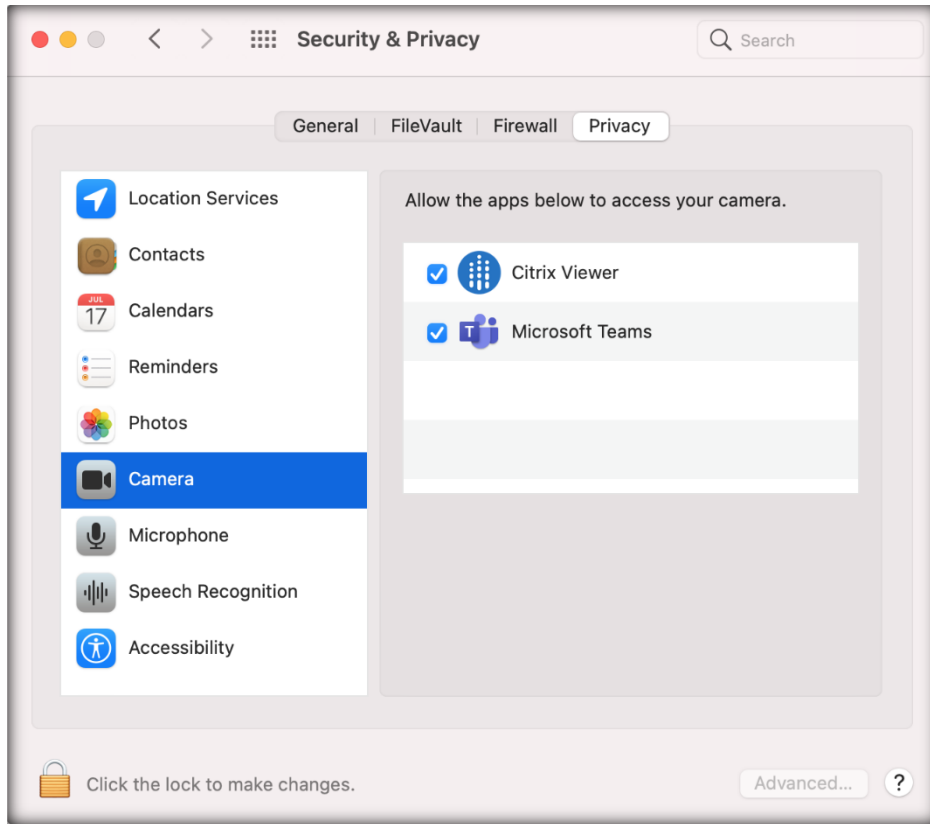 Security & Privacy
Search
General
FileVault
Firewall
Privacy
Location Services
Contacts
JUL
17
Calendars
Reminders
Photos
Camera
Microphone
Speech Recognition
Accessibility
Allow the apps below to access your camera.
Citrix Viewer
T
Microsoft Teams
Click the lock to make changes.
Advanced...
?